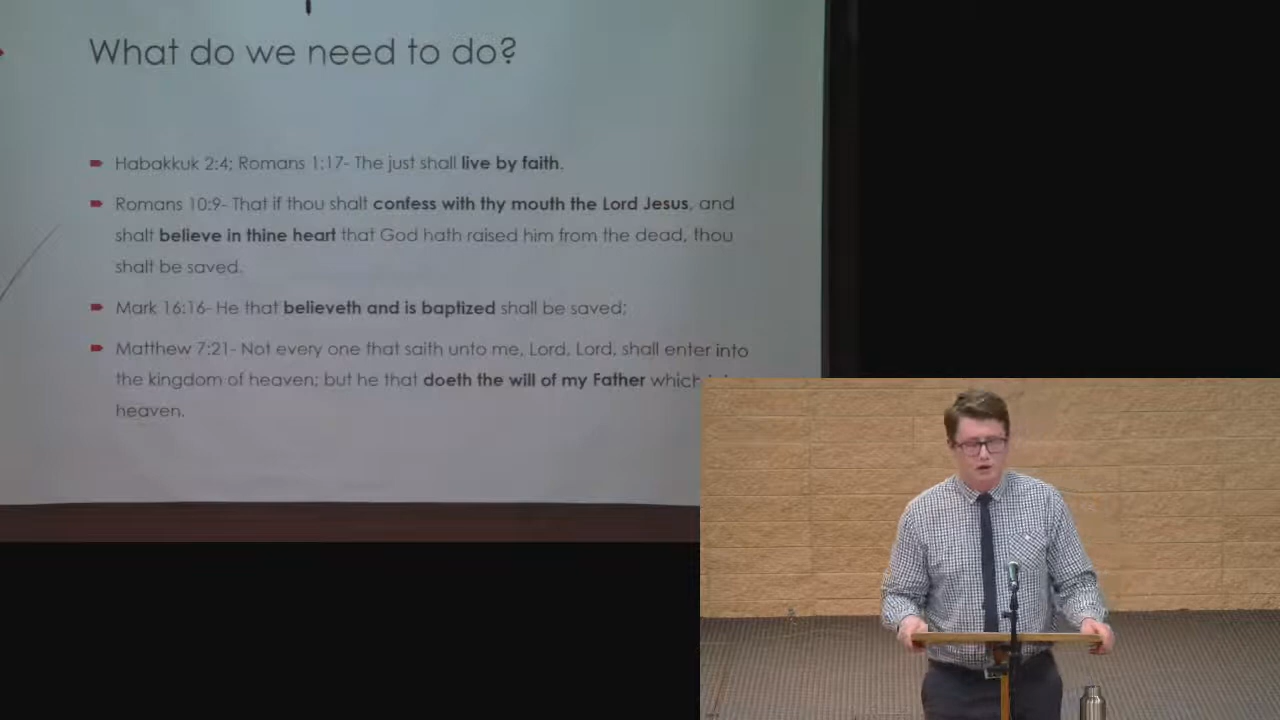 What do we need to do?
Habakkuk 2:4; Romans 1:17- The just shall live by faith.
Romans 10:9- That if thou shalt confess with thy mouth the Lord Jesus, and
shalt believe in thine heart that God hath raised him from the dead, thou
shalt be saved.
Mark 16:16- He that believeth and is baptized shall be saved;
Matthew 7:21- Not every one that saith unto me, Lord, Lord, shall enter into
the kingdom of heaven; but he that doeth the will of my Father which
heaven.